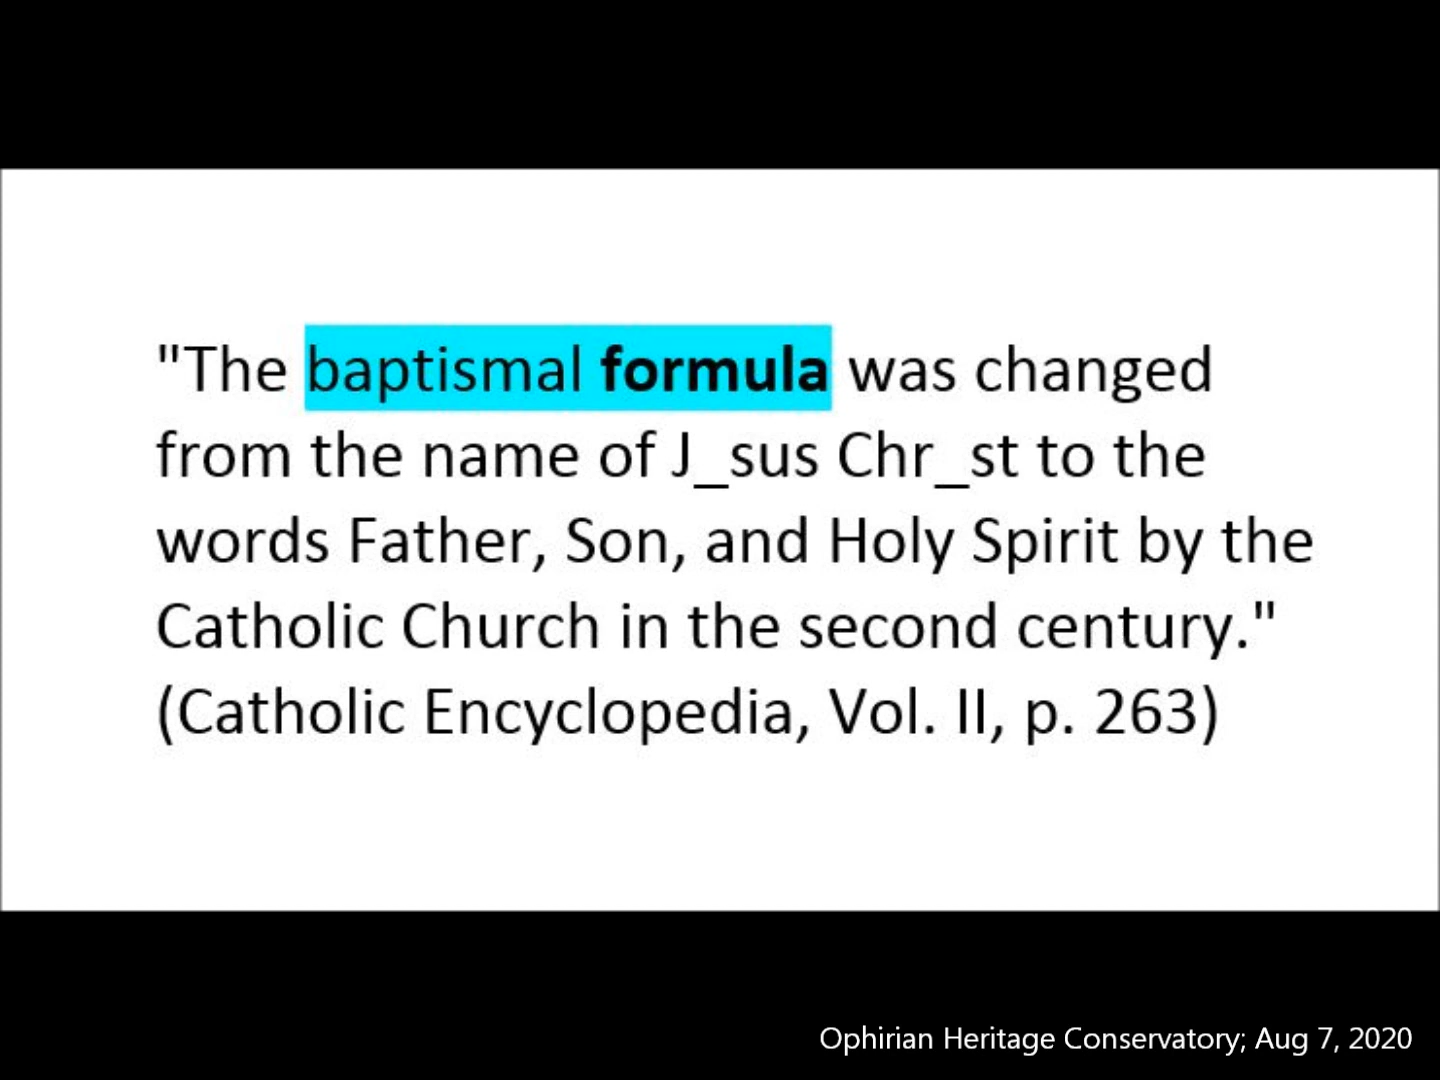 "The baptismal formula was changed
from the name of J_sus Chr_st to the
words Father, Son, and Holy Spirit by the
Catholic Church in the second century."
(Catholic Encyclopedia, Vol. II, p. 263)
Ophirian Heritage Conservatory; Aug 7, 2020